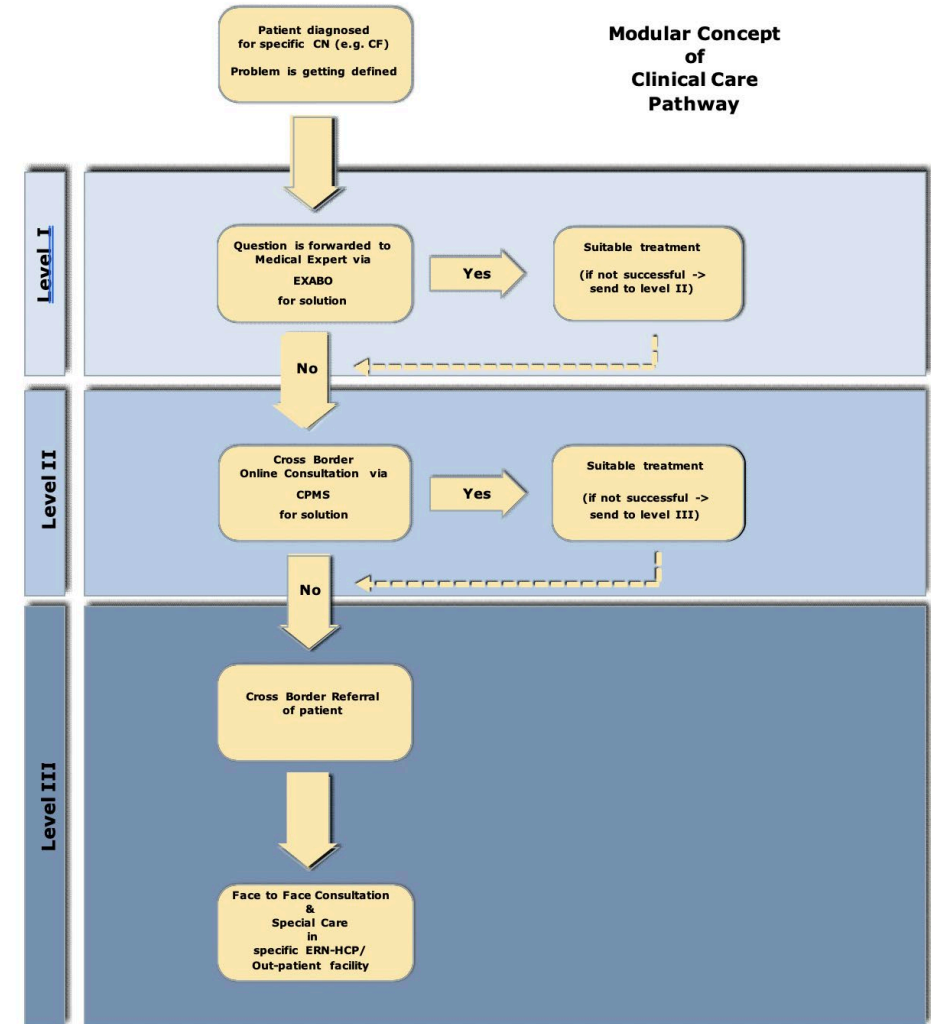 Patient diagnosed
for specific CN (e.g. CF)
Problem is getting defined
Modular Concept
of
Clinical Care
Pathway
Level I
Question is forwarded to
Medical Expert via
EXABO
for solution
Yes
Suitable treatment
(if not successful ->
send to level II)
No
Level II
Cross Border
Online Consultation via
CPMS
for solution
Yes
Suitable treatment
(if not successful ->
send to level III)
No
Level III
Cross Border Referral
of patient
Face to Face Consultation
&
Special Care
in
specific ERN-HCP/
Out-patient facility